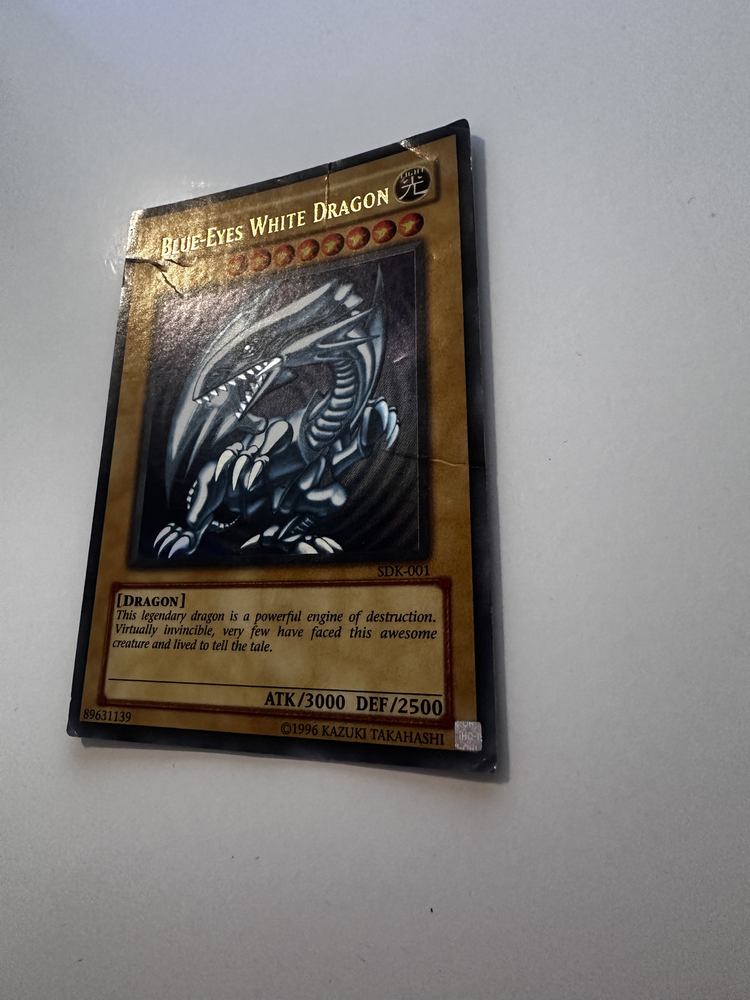 BLUE-EYES WHITE DRAGON
LIGHT
光
SDK-001
[DRAGON]
This legendary dragon is a powerful engine of destruction.
Virtually invincible, very few have faced this awesome
creature and lived to tell the tale.
ATK/3000 DEF/2500
89631139
©1996 KAZUKI TAKAHASHI